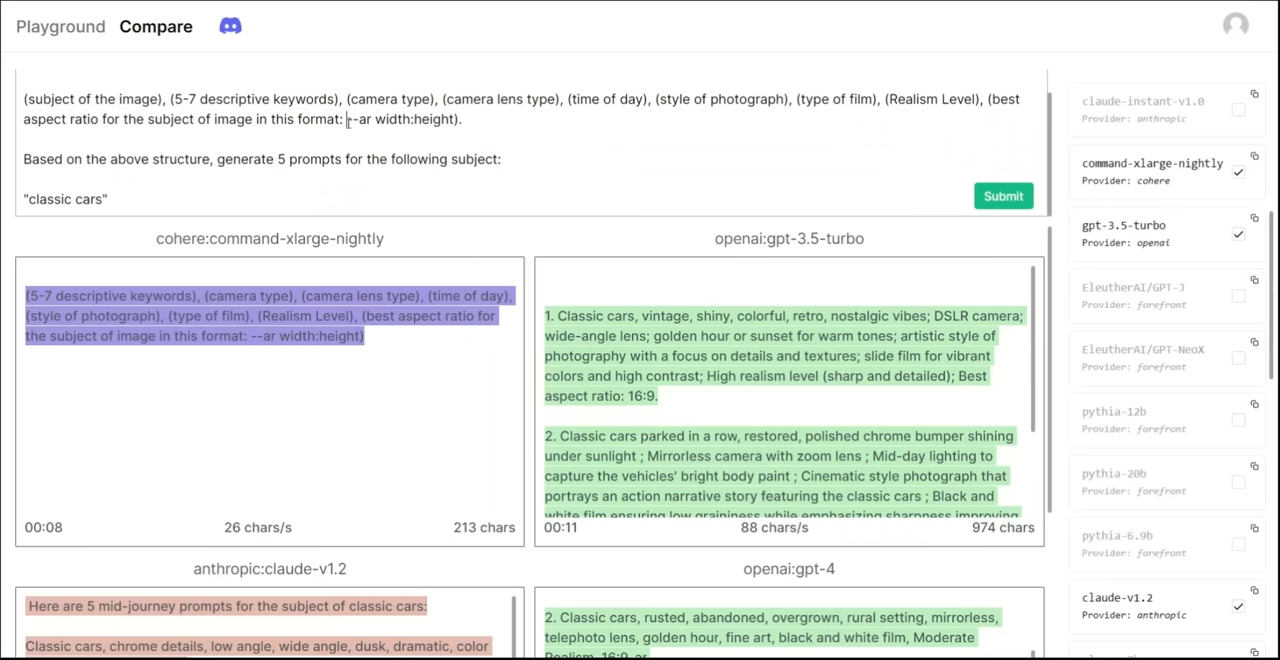 Playground Compare
(subject of the image), (5-7 descriptive keywords), (camera type), (camera lens type), (time of day), (style of photograph), (type of film), (Realism Level), (best
aspect ratio for the subject of image in this format: --ar width:height).
Based on the above structure, generate 5 prompts for the following subject:
"classic cars"
Submit
cohere:command-xlarge-nightly
(5-7 descriptive keywords), (camera type), (camera lens type), (time of day),
(style of photograph), (type of film), (Realism Level), (best aspect ratio for
the subject of image in this format: --ar width:height)
00:08 26 chars/s 213 chars
openai:gpt-3.5-turbo
1. Classic cars, vintage, shiny, colorful, retro, nostalgic vibes; DSLR camera;
wide-angle lens; golden hour or sunset for warm tones; artistic style of
photography with a focus on details and textures; slide film for vibrant
colors and high contrast; High realism level (sharp and detailed); Best
aspect ratio: 16:9.
2. Classic cars parked in a row, restored, polished chrome bumper shining
under sunlight ; Mirrorless camera with zoom lens ; Mid-day lighting to
capture the vehicles' bright body paint ; Cinematic style photograph that
portrays an action narrative story featuring the classic cars ; Black and
white film ensuring low graininess while emphasizing sharpness improving
00:11 88 chars/s 974 chars
anthropic:claude-v1.2
Here are 5 mid-journey prompts for the subject of classic cars:
Classic cars, chrome details, low angle, wide angle, dusk, dramatic, color
openai:gpt-4
2. Classic cars, rusted, abandoned, overgrown, rural setting, mirrorless,
telephoto lens, golden hour, fine art, black and white film, Moderate
Realism, 16:9, ar
claude-instant-v1.0
Provider: anthropic
command-xlarge-nightly
Provider: cohere
gpt-3.5-turbo
Provider: openai
EleutherAI/GPT-J
Provider: forefront
EleutherAI/GPT-NeoX
Provider: forefront
pythia-12b
Provider: forefront
pythia-20b
Provider: forefront
pythia-6.9b
Provider: forefront
claude-v1.2
Provider: anthropic